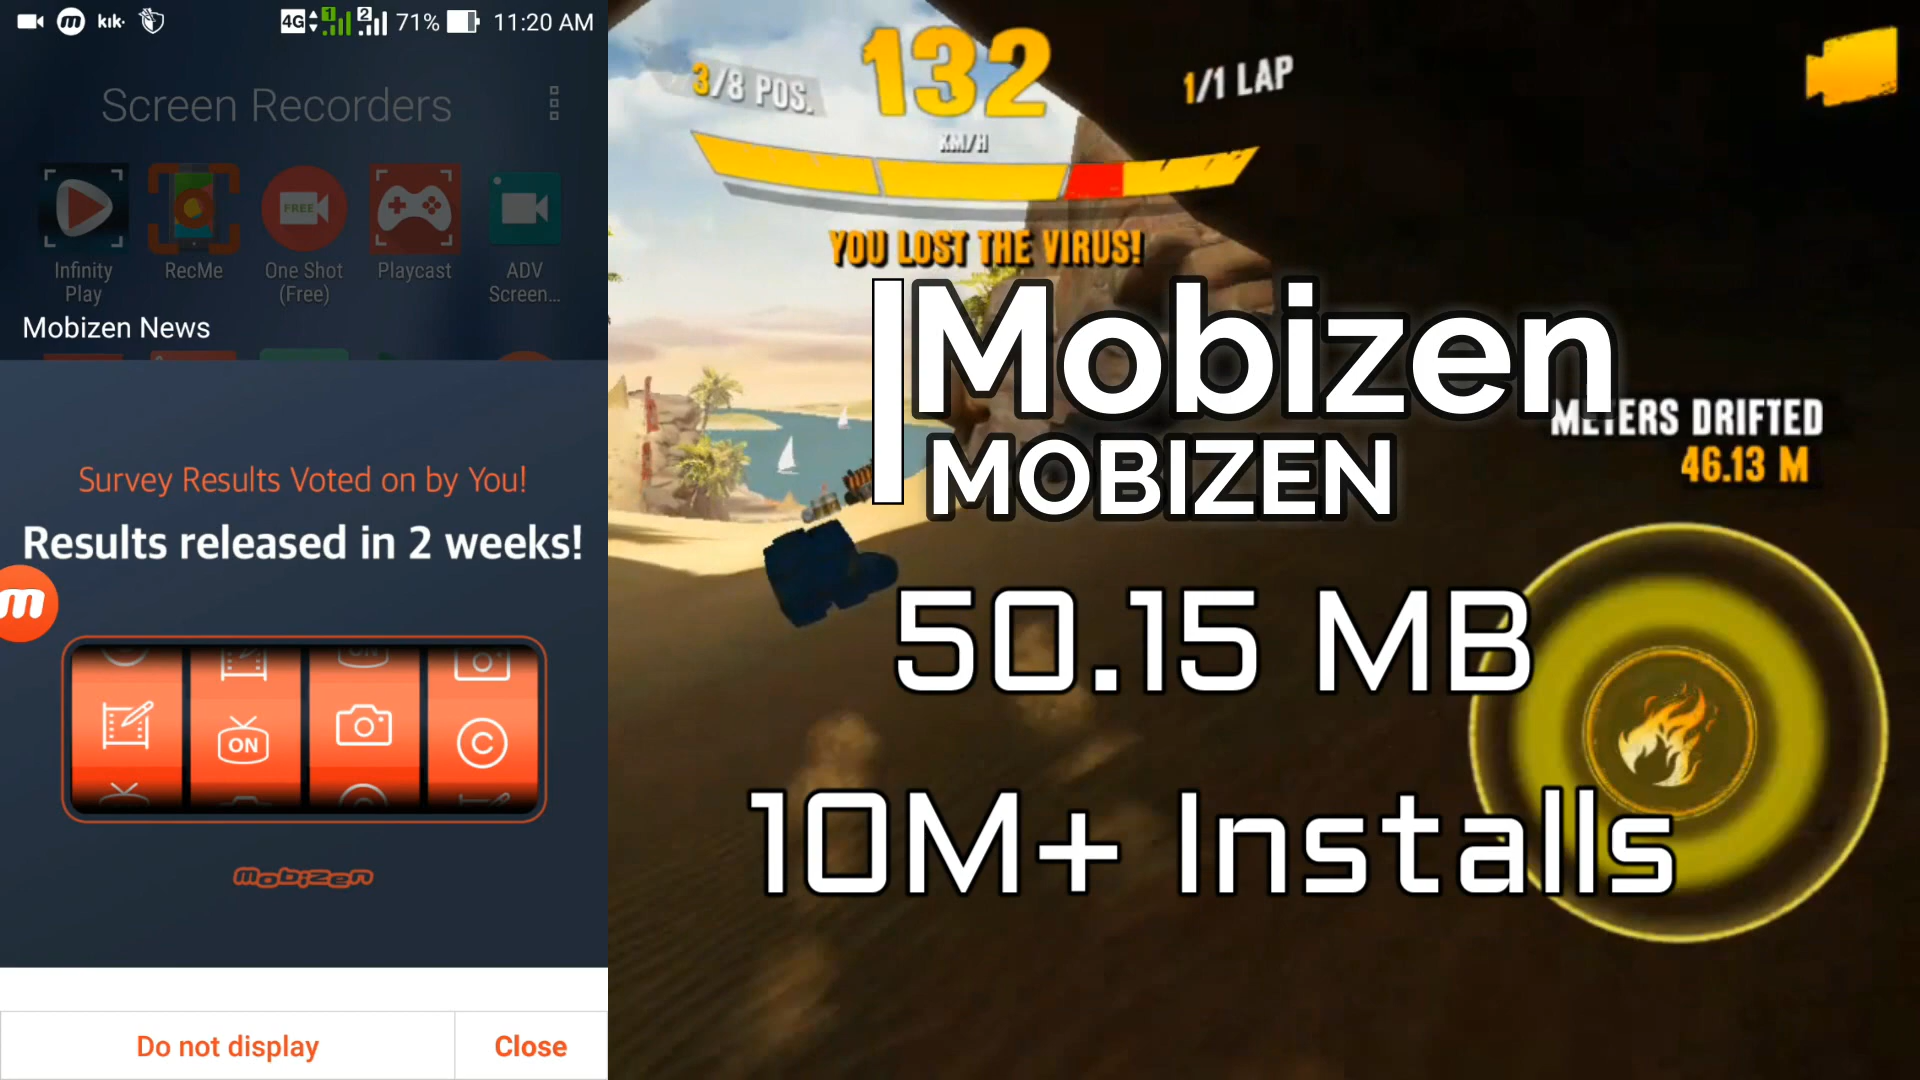 kik.
4G 1 2 71% 11:20 AM
Screen Recorders
FREE
Infinity Play
RecMe
One Shot (Free)
Playcast
ADV Screen...
Mobizen News
Survey Results Voted on by You!
Results released in 2 weeks!
m
ON
ON
C
mobizen
Do not display
Close
3/8 POS.
132
KM/H
1/1 LAP
YOU LOST THE VIRUS!
Mobizen
MOBIZEN
METERS DRIFTED
46.13 M
50.15 MB
10M+ Installs